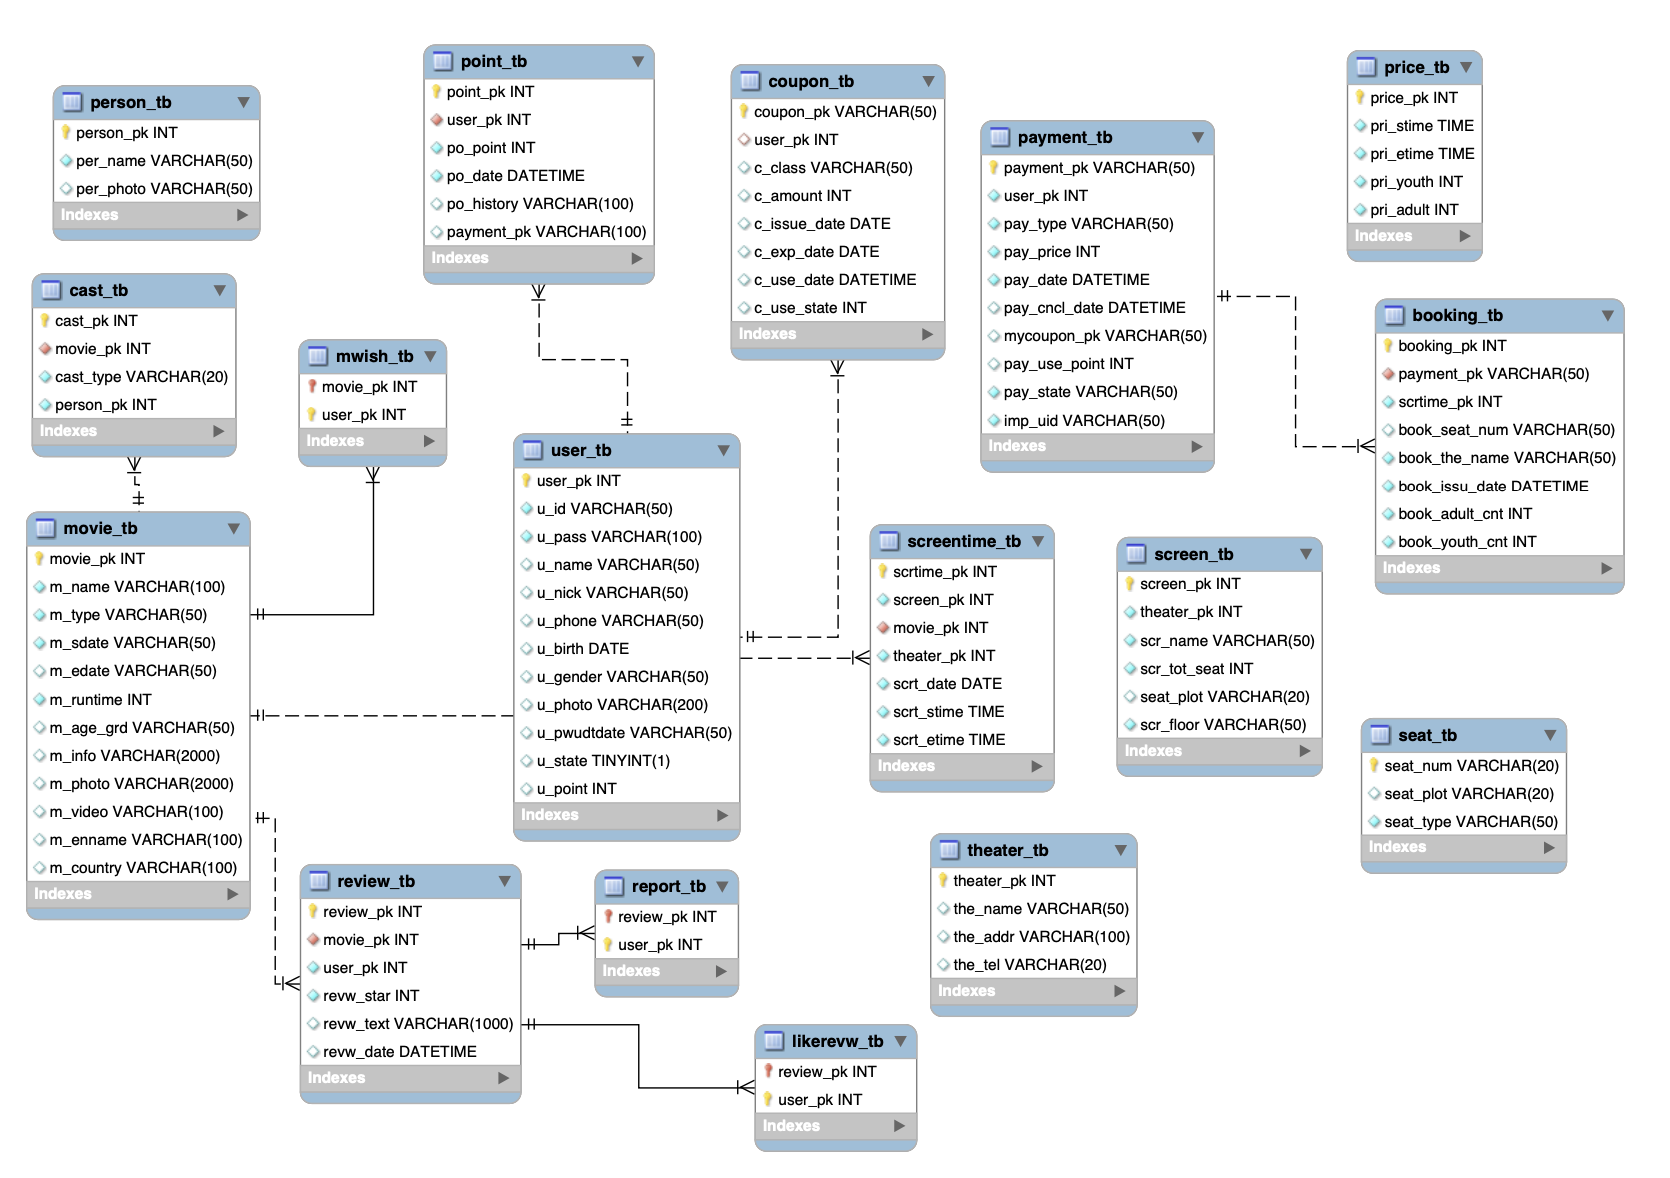 person_tb
person_pk INT
per_name VARCHAR(50)
per_photo VARCHAR(50)
Indexes
point_tb
point_pk INT
user_pk INT
po_point INT
po_date DATETIME
po_history VARCHAR(100)
payment_pk VARCHAR(100)
Indexes
coupon_tb
coupon_pk VARCHAR(50)
user_pk INT
c_class VARCHAR(50)
c_amount INT
c_issue_date DATE
c_exp_date DATE
c_use_date DATETIME
c_use_state INT
Indexes
payment_tb
payment_pk VARCHAR(50)
user_pk INT
pay_type VARCHAR(50)
pay_price INT
pay_date DATETIME
pay_cncl_date DATETIME
mycoupon_pk VARCHAR(50)
pay_use_point INT
pay_state VARCHAR(50)
imp_uid VARCHAR(50)
Indexes
price_tb
price_pk INT
pri_stime TIME
pri_etime TIME
pri_youth INT
pri_adult INT
Indexes
cast_tb
cast_pk INT
movie_pk INT
cast_type VARCHAR(20)
person_pk INT
Indexes
mwish_tb
movie_pk INT
user_pk INT
Indexes
booking_tb
booking_pk INT
payment_pk VARCHAR(50)
scrtime_pk INT
book_seat_num VARCHAR(50)
book_the_name VARCHAR(50)
book_issu_date DATETIME
book_adult_cnt INT
book_youth_cnt INT
Indexes
movie_tb
movie_pk INT
m_name VARCHAR(100)
m_type VARCHAR(50)
m_sdate VARCHAR(50)
m_edate VARCHAR(50)
m_runtime INT
m_age_grd VARCHAR(50)
m_info VARCHAR(2000)
m_photo VARCHAR(2000)
m_video VARCHAR(100)
m_enname VARCHAR(100)
m_country VARCHAR(100)
Indexes
user_tb
user_pk INT
u_id VARCHAR(50)
u_pass VARCHAR(100)
u_name VARCHAR(50)
u_nick VARCHAR(50)
u_phone VARCHAR(50)
u_birth DATE
u_gender VARCHAR(50)
u_photo VARCHAR(200)
u_pwudtdate VARCHAR(50)
u_state TINYINT(1)
u_point INT
Indexes
screentime_tb
scrtime_pk INT
screen_pk INT
movie_pk INT
theater_pk INT
scrt_date DATE
scrt_stime TIME
scrt_etime TIME
Indexes
screen_tb
screen_pk INT
theater_pk INT
scr_name VARCHAR(50)
scr_tot_seat INT
seat_plot VARCHAR(20)
scr_floor VARCHAR(50)
Indexes
seat_tb
seat_num VARCHAR(20)
seat_plot VARCHAR(20)
seat_type VARCHAR(50)
Indexes
review_tb
review_pk INT
movie_pk INT
user_pk INT
revw_star INT
revw_text VARCHAR(1000)
revw_date DATETIME
Indexes
report_tb
review_pk INT
user_pk INT
Indexes
theater_tb
theater_pk INT
the_name VARCHAR(50)
the_addr VARCHAR(100)
the_tel VARCHAR(20)
Indexes
likerevw_tb
review_pk INT
user_pk INT
Indexes